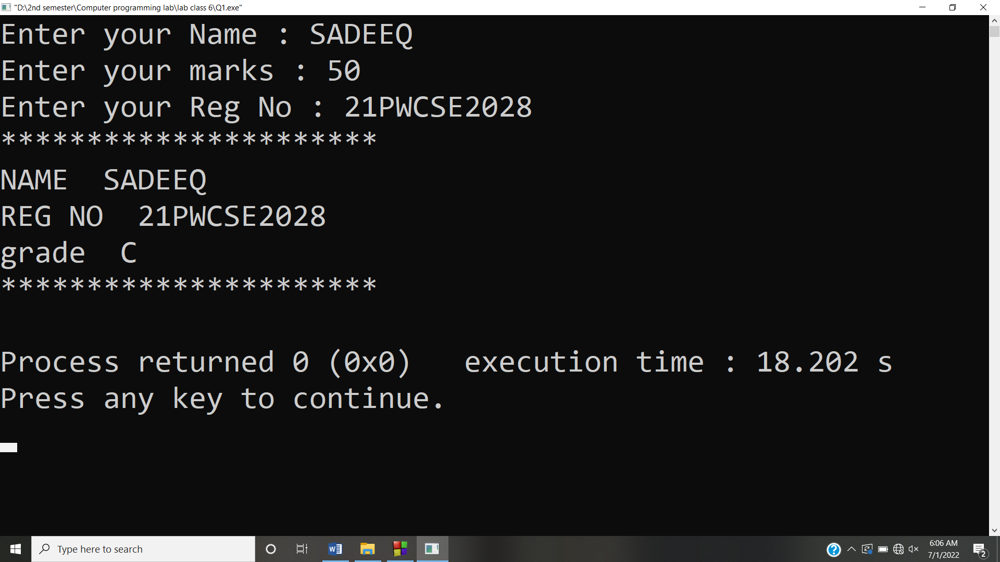 "D:\2nd semester\Computer programming lab\lab class 6\Q1.exe"
Enter your Name : SADEEQ
Enter your marks : 50
Enter your Reg No : 21PWCSE2028
**********************
NAME  SADEEQ
REG NO  21PWCSE2028
grade  C
**********************
Process returned 0 (0x0)   execution time : 18.202 s
Press any key to continue.
Type here to search
6:06 AM
7/1/2022
2